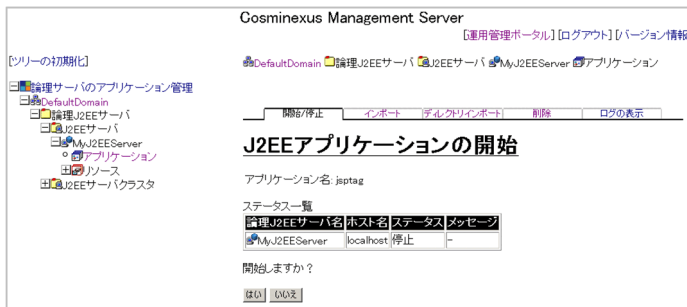 Cosminexus Management Server
[運用管理ポータル] [ログアウト] [バージョン情報
[ツリーの初期化]
DefaultDomain 論理J2EEサーバ J2EEサーバ MyJ2EEServer アプリケーション
論理サーバのアプリケーション管理
DefaultDomain
論理J2EEサーバ
J2EEサーバ
MyJ2EEServer
アプリケーション
リソース
J2EEサーバクラスタ
開始/停止 インポート ディレクトリインポート 削除 ログの表示
J2EEアプリケーションの開始
アプリケーション名: jsptag
ステータス一覧
論理J2EEサーバ名 ホスト名 ステータス メッセージ
MyJ2EEServer localhost 停止 -
開始しますか？
はい いいえ